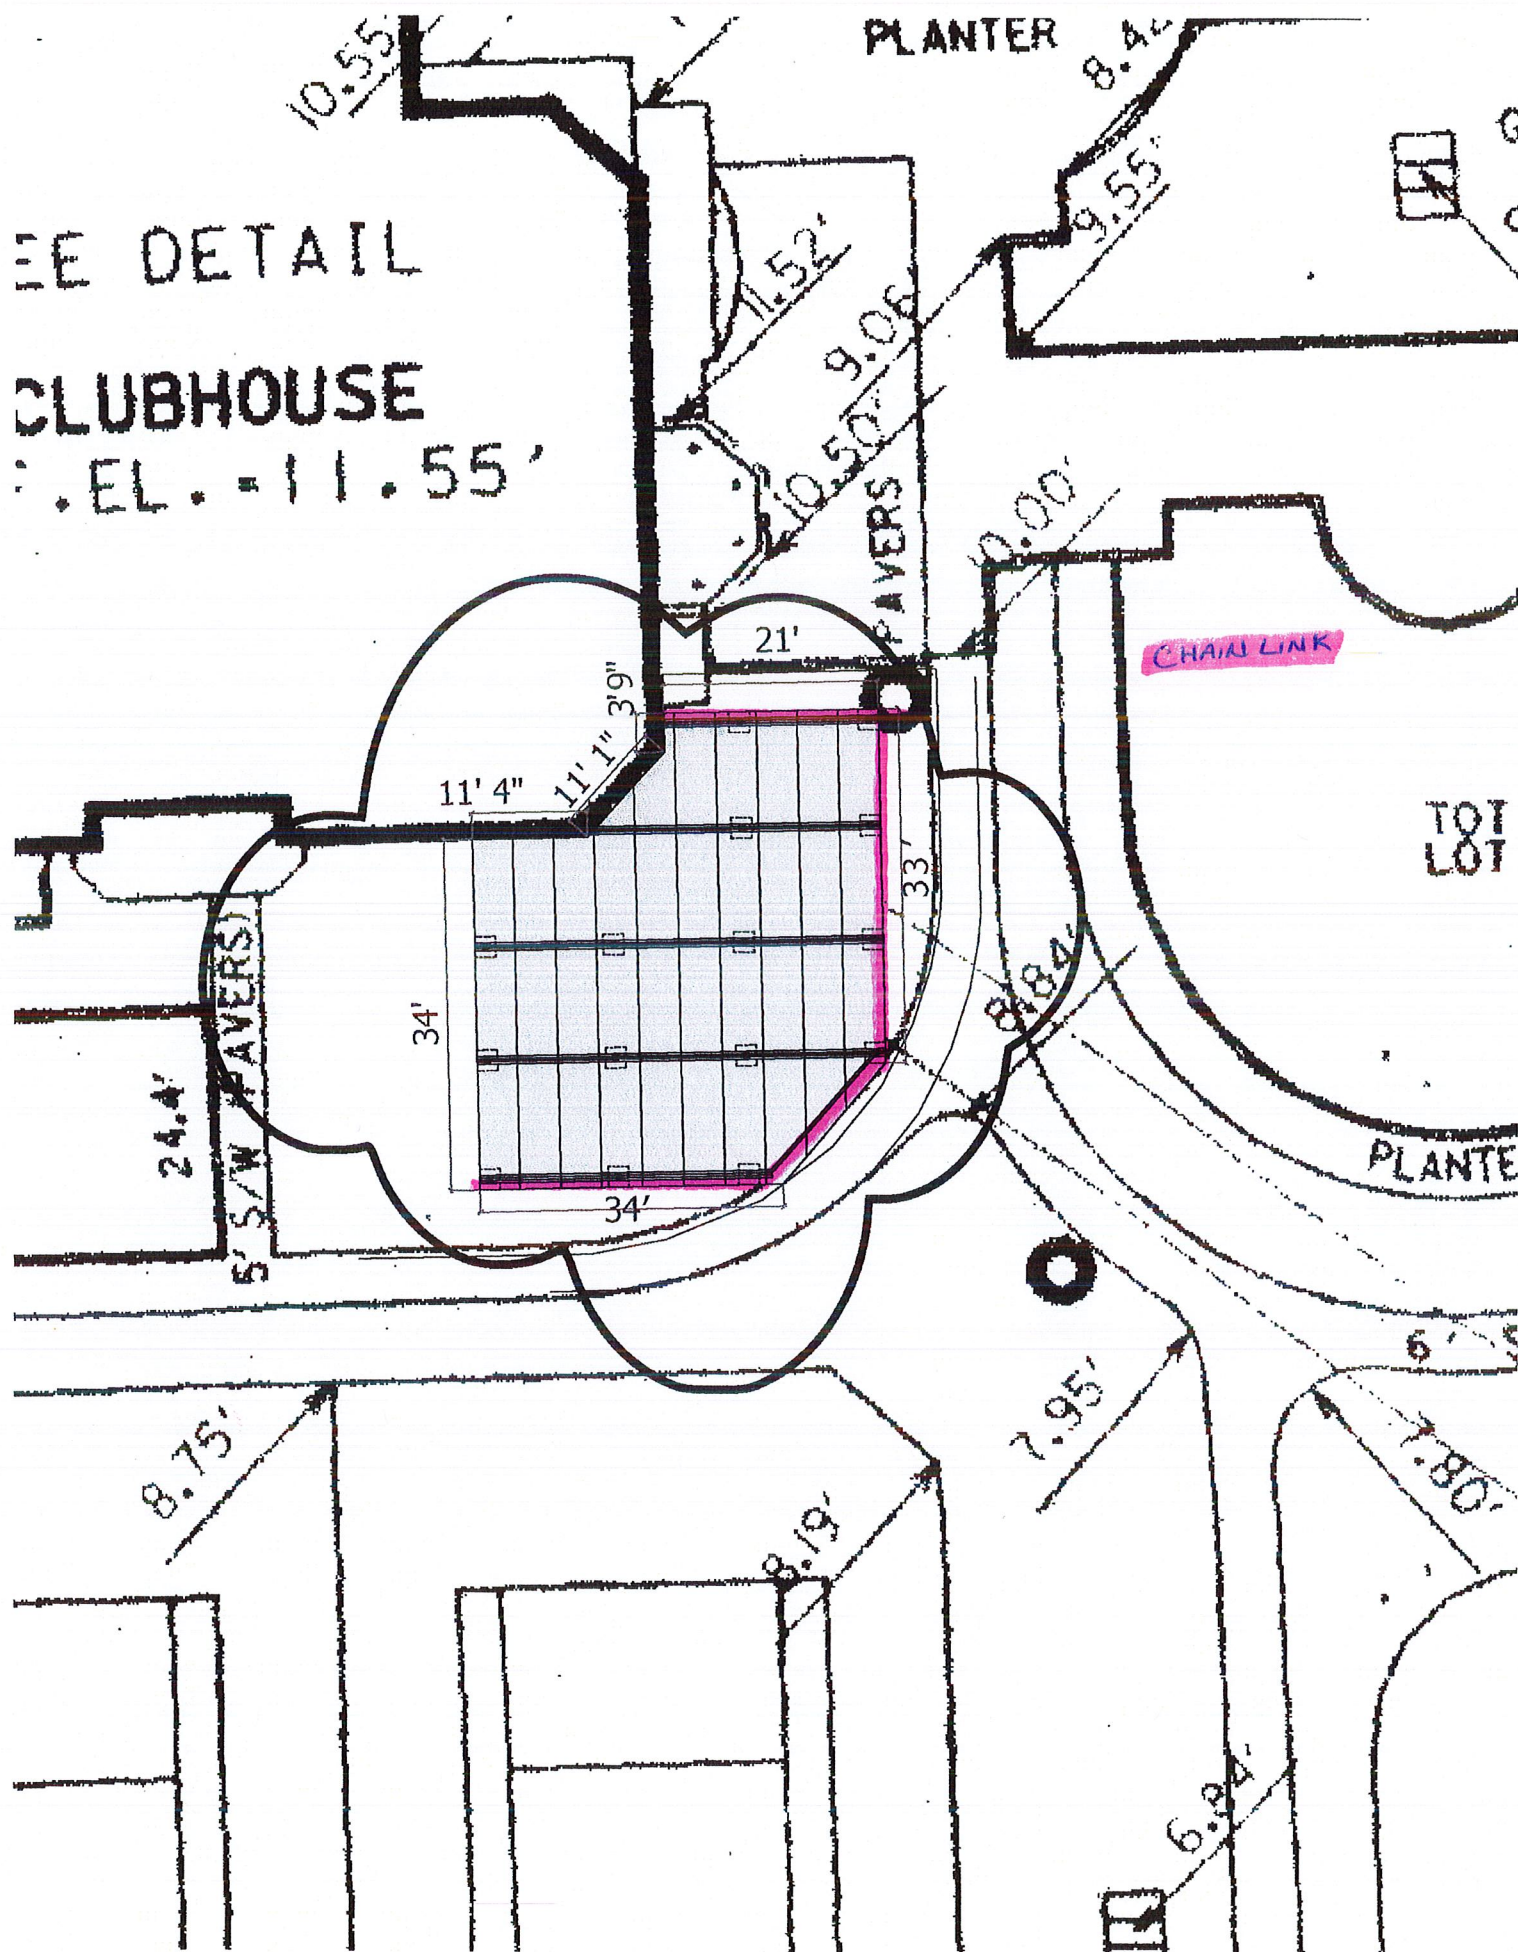 PLANTER
10.55'
8.4
9.55'
EE DETAIL
11.52'
9.06
CLUBHOUSE
10.50'
.EL. = 11.55'
PAVERS
10.00'
CHAIN LINK
21'
3'9"
11' 1"
11' 4"
TOT
LOT
33'
34'
8.84'
5' S/W (PAVERS)
24.4'
PLANTE
34'
6' S
7.95'
8.75'
7.80'
8.19'
6.84'